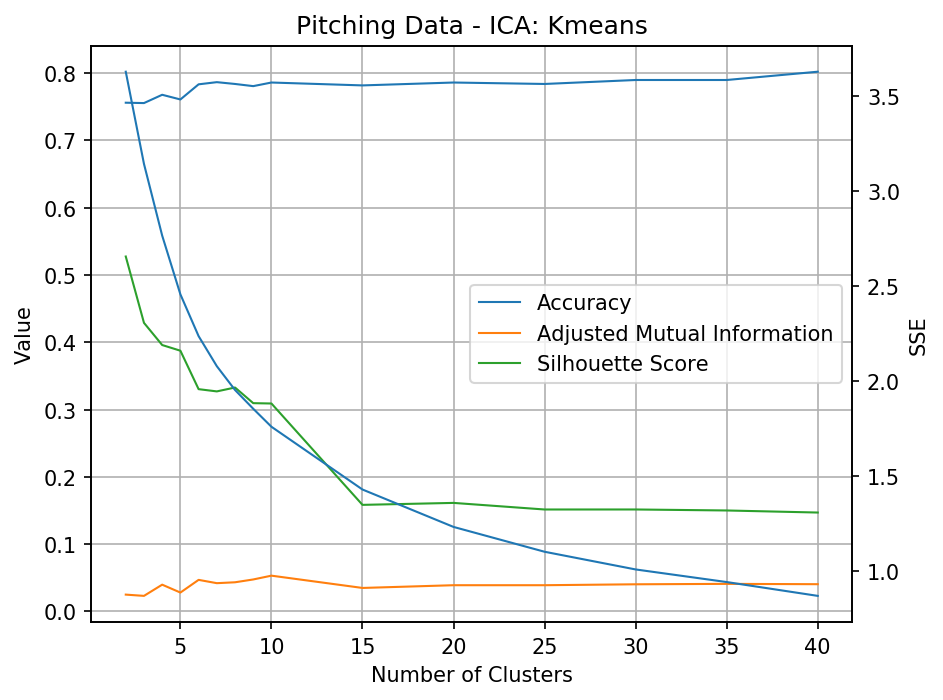 Pitching Data - ICA: Kmeans
0.8
0.7
0.6
0.5
0.4
0.3
0.2
0.1
0.0
Value
3.5
3.0
2.5
2.0
1.5
1.0
SSE
Accuracy
Adjusted Mutual Information
Silhouette Score
5 10 15 20 25 30 35 40
Number of Clusters